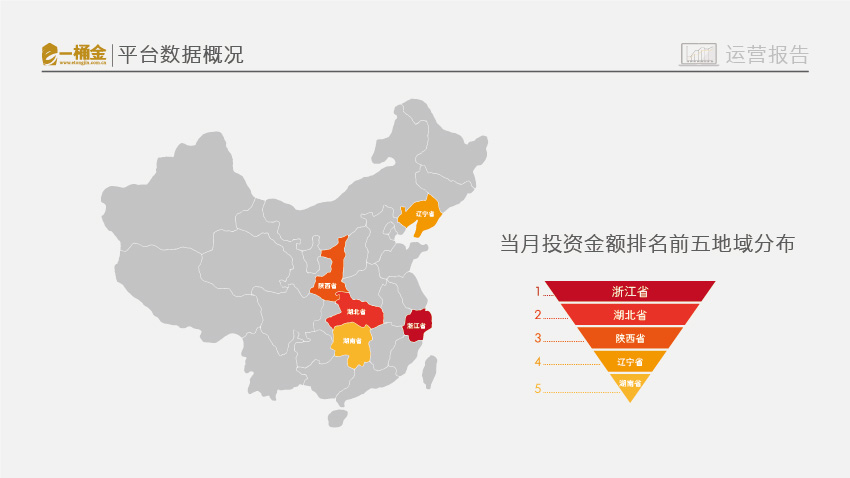 一桶金
www.etongjin.com.cn
平台数据概况
运营报告
辽宁省
陕西省
湖北省
浙江省
湖南省
当月投资金额排名前五地域分布
1 浙江省
2 湖北省
3 陕西省
4 辽宁省
5 湖南省